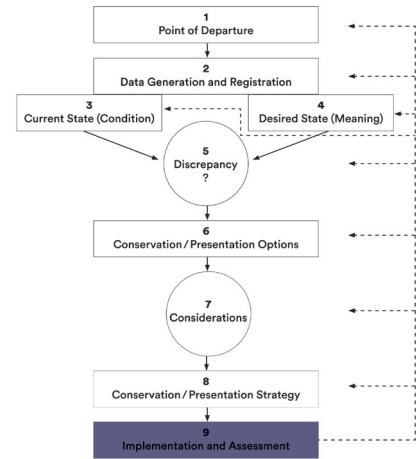 1
Point of Departure
2
Data Generation and Registration
3
Current State (Condition)
4
Desired State (Meaning)
5
Discrepancy
?
6
Conservation / Presentation Options
7
Considerations
8
Conservation / Presentation Strategy
9
Implementation and Assessment